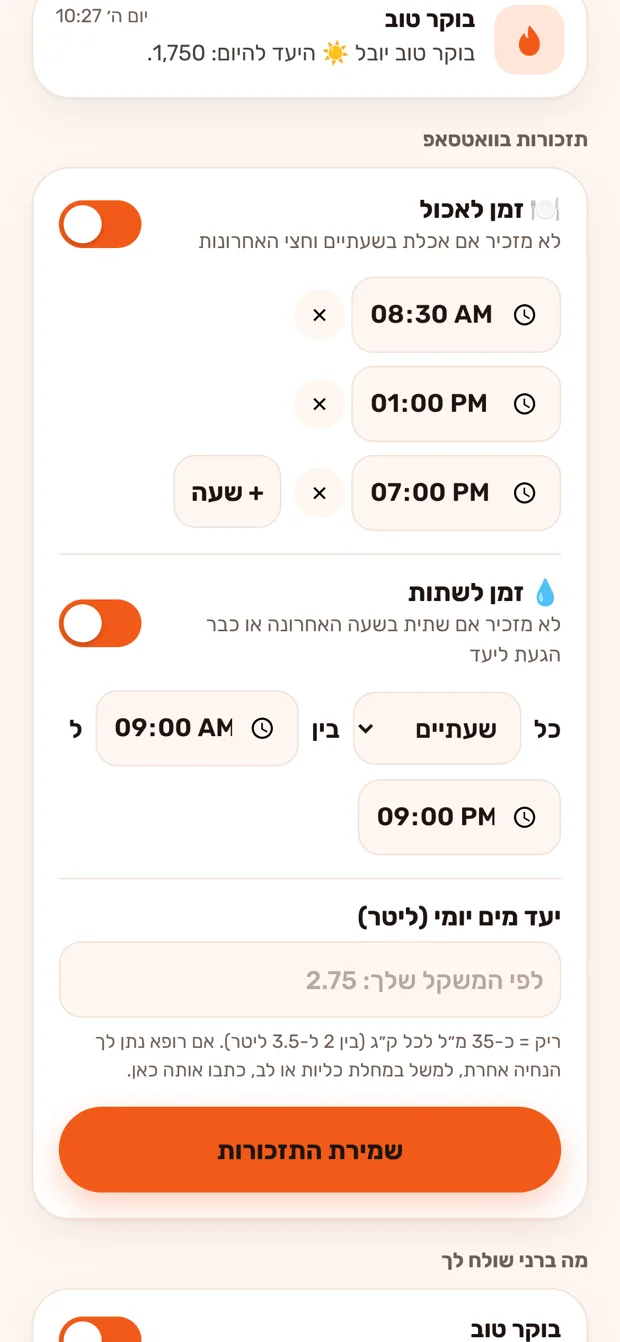 בוקר טוב
יום ה׳ 10:27
בוקר טוב יובל ☀️ היעד להיום: 1,750.
תזכורות בוואטסאפ
🍽️ זמן לאכול
לא מזכיר אם אכלת בשעתיים וחצי האחרונות
08:30 AM ×
01:00 PM ×
07:00 PM × + שעה
💧 זמן לשתות
לא מזכיר אם שתית בשעה האחרונה או כבר
הגעת ליעד
כל שעתיים בין 09:00 AM ל
09:00 PM
יעד מים יומי (ליטר)
לפי המשקל שלך: 2.75
ריק = כ-35 מ״ל לכל ק״ג (בין 2 ל-3.5 ליטר). אם רופא נתן לך
הנחיה אחרת, למשל במחלת כליות או לב, כתבו אותה כאן.
שמירת התזכורות
מה ברני שולח לך
בוקר טוב